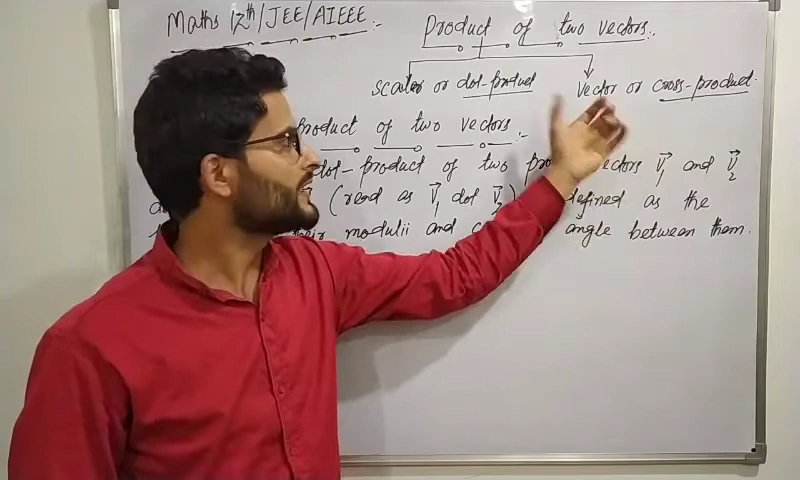 Maths 12th/JEE/AIEEE :-
Product of two vectors :.
scalar or dot-product vector or cross-product.
product of two vectors :-
dot-product of two vectors V₁ and V₂
(read as V₁ dot V₂) defined as the
their modulii and angle between them.